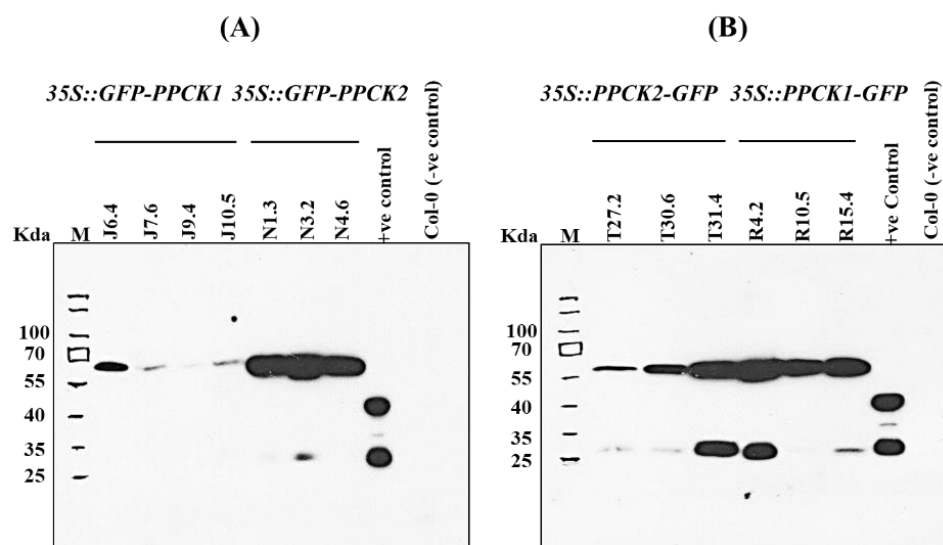 (A)
35S::GFP-PPCK1 35S::GFP-PPCK2
Kda M J6.4 J7.6 J9.4 J10.5 N1.3 N3.2 N4.6 +ve control Col-0 (-ve control)
100
70
55
40
35
25
(B)
35S::PPCK2-GFP 35S::PPCK1-GFP
Kda M T27.2 T30.6 T31.4 R4.2 R10.5 R15.4 +ve Control Col-0 (-ve control)
100
70
55
40
35
25